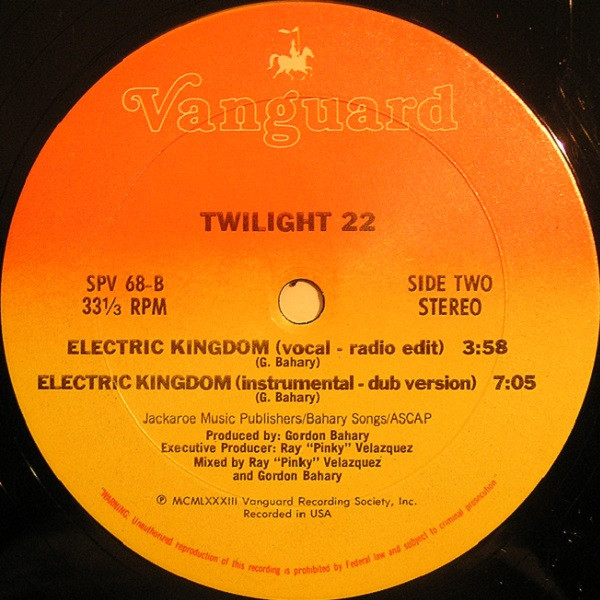 Vanguard
TWILIGHT 22
SPV 68-B
33⅓ RPM
SIDE TWO
STEREO
ELECTRIC KINGDOM (vocal - radio edit) 3:58
(G. Bahary)
ELECTRIC KINGDOM (instrumental - dub version) 7:05
(G. Bahary)
Jackaroe Music Publishers/Bahary Songs/ASCAP
Produced by: Gordon Bahary
Executive Producer: Ray "Pinky" Velazquez
Mixed by Ray "Pinky" Velazquez
and Gordon Bahary
℗ MCMLXXXIII Vanguard Recording Society, Inc.
Recorded in USA
"WARNING: Unauthorized reproduction of this recording is prohibited by Federal law and subject to criminal prosecution"